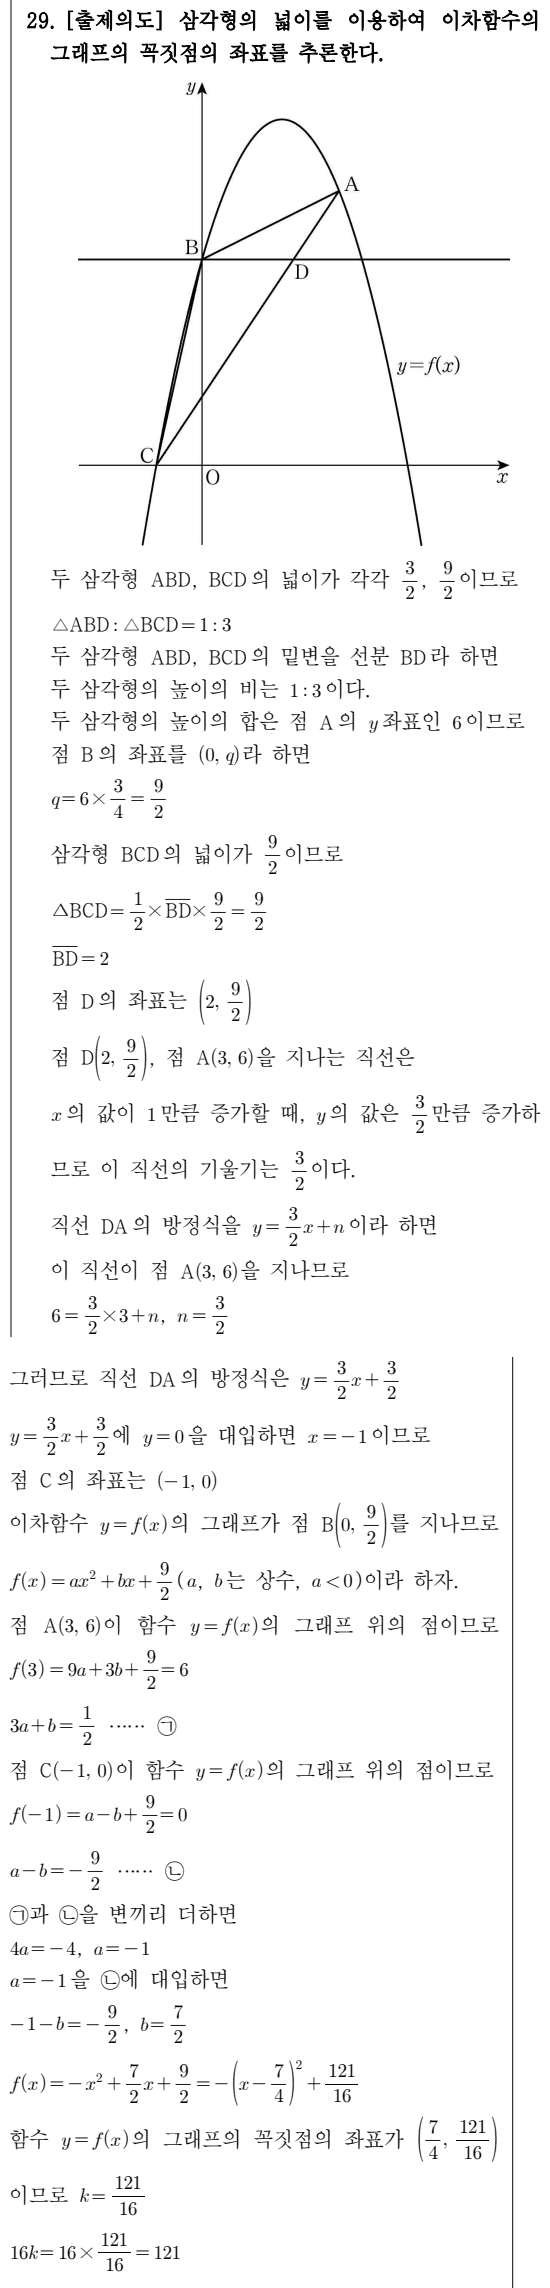 29. [출제의도] 삼각형의 넓이를 이용하여 이차함수의
그래프의 꼭짓점의 좌표를 추론한다.
y
A
B
D
y=f(x)
C
O
x
두 삼각형 ABD, BCD의 넓이가 각각 3/2, 9/2이므로
△ABD:△BCD=1:3
두 삼각형 ABD, BCD의 밑변을 선분 BD라 하면
두 삼각형의 높이의 비는 1:3이다.
두 삼각형의 높이의 합은 점 A의 y좌표인 6이므로
점 B의 좌표를 (0, q)라 하면
q=6×3/4=9/2
삼각형 BCD의 넓이가 9/2이므로
△BCD=1/2×B̅D̅×9/2=9/2
B̅D̅=2
점 D의 좌표는 (2, 9/2)
점 D(2, 9/2), 점 A(3, 6)을 지나는 직선은
x의 값이 1만큼 증가할 때, y의 값은 3/2만큼 증가하
므로 이 직선의 기울기는 3/2이다.
직선 DA의 방정식을 y=3/2x+n이라 하면
이 직선이 점 A(3, 6)을 지나므로
6=3/2×3+n, n=3/2
그러므로 직선 DA의 방정식은 y=3/2x+3/2
y=3/2x+3/2에 y=0을 대입하면 x=-1이므로
점 C의 좌표는 (-1, 0)
이차함수 y=f(x)의 그래프가 점 B(0, 9/2)를 지나므로
f(x)=ax²+bx+9/2(a, b는 상수, a<0)이라 하자.
점 A(3, 6)이 함수 y=f(x)의 그래프 위의 점이므로
f(3)=9a+3b+9/2=6
3a+b=1/2 …… ㉠
점 C(-1, 0)이 함수 y=f(x)의 그래프 위의 점이므로
f(-1)=a-b+9/2=0
a-b=-9/2 …… ㉡
㉠과 ㉡을 변끼리 더하면
4a=-4, a=-1
a=-1을 ㉡에 대입하면
-1-b=-9/2, b=7/2
f(x)=-x²+7/2x+9/2=-(x-7/4)²+121/16
함수 y=f(x)의 그래프의 꼭짓점의 좌표가 (7/4, 121/16)
이므로 k=121/16
16k=16×121/16=121